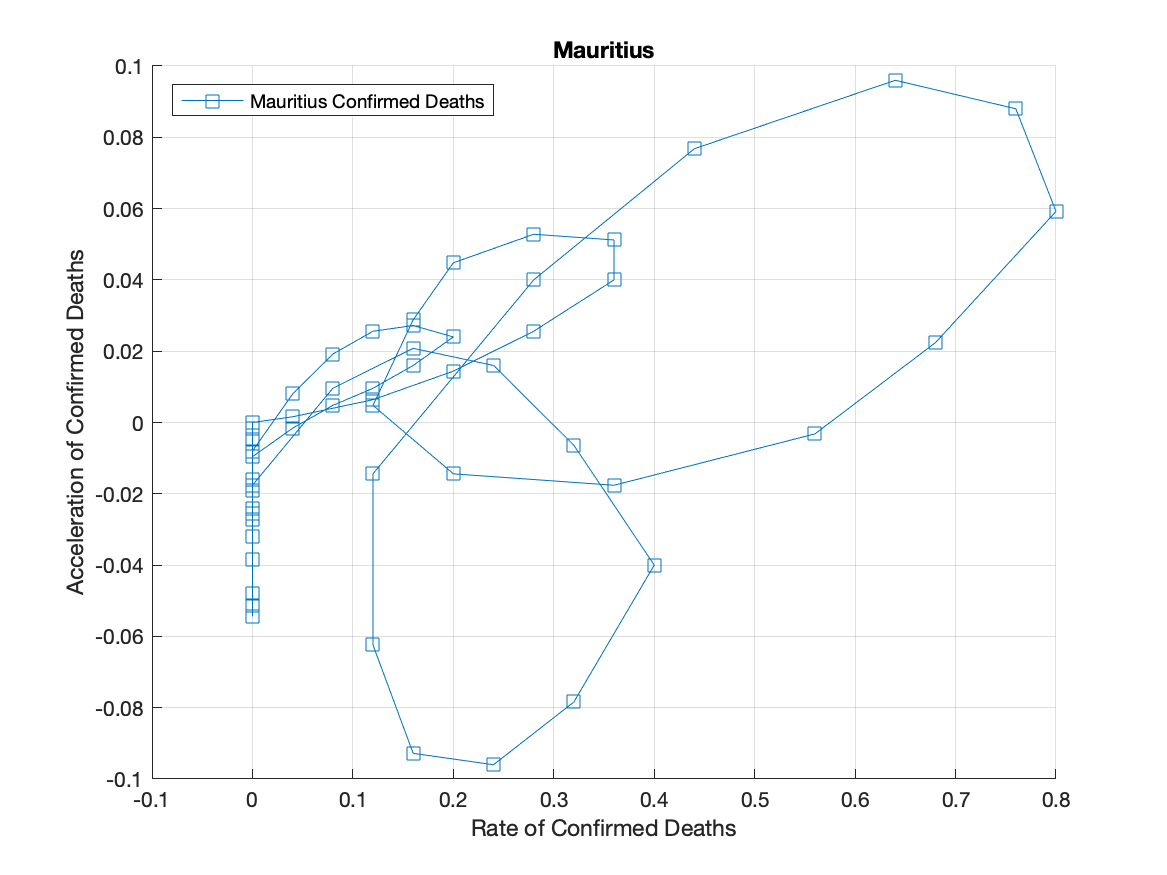 Mauritius
Mauritius Confirmed Deaths
Acceleration of Confirmed Deaths
0.1
0.08
0.06
0.04
0.02
0
-0.02
-0.04
-0.06
-0.08
-0.1
-0.1 0 0.1 0.2 0.3 0.4 0.5 0.6 0.7 0.8
Rate of Confirmed Deaths